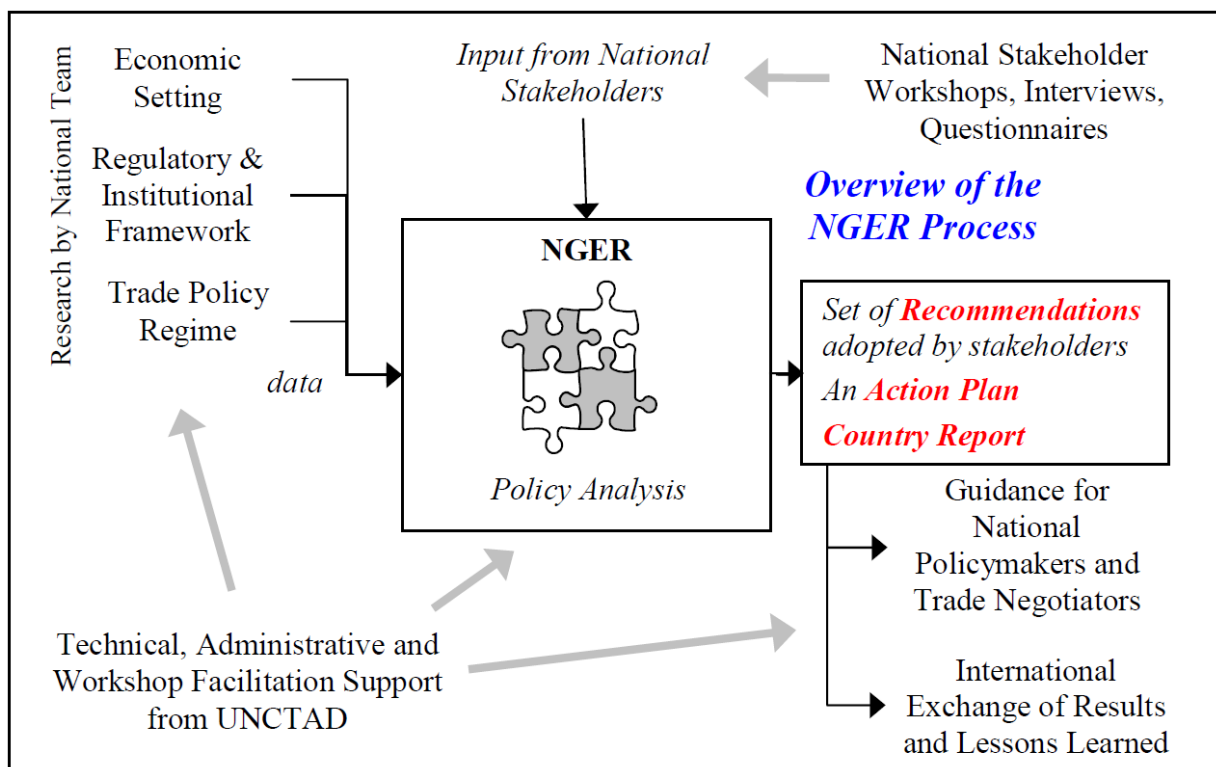 Research by National Team
Economic
Setting
Regulatory &
Institutional
Framework
Trade Policy
Regime
data
Input from National
Stakeholders
National Stakeholder
Workshops, Interviews,
Questionnaires
Overview of the
NGER Process
NGER
Policy Analysis
Set of Recommendations
adopted by stakeholders
An Action Plan
Country Report
Guidance for
National
Policymakers and
Trade Negotiators
International
Exchange of Results
and Lessons Learned
Technical, Administrative and
Workshop Facilitation Support
from UNCTAD